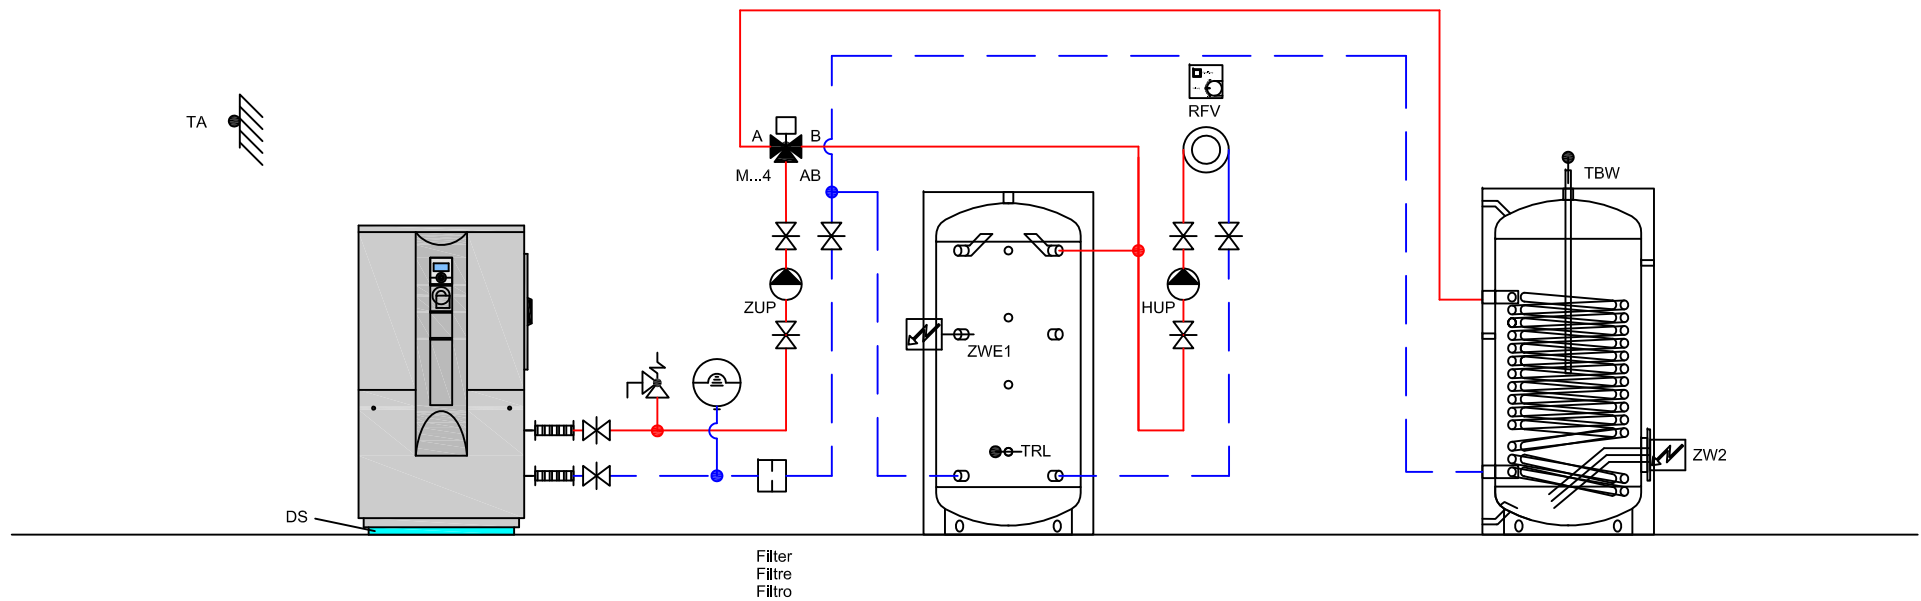 RFV
TA
A
B
M...4
AB
TBW
ZUP
HUP
ZWE1
TRL
ZW2
DS
Filter
Filtre
Filtro